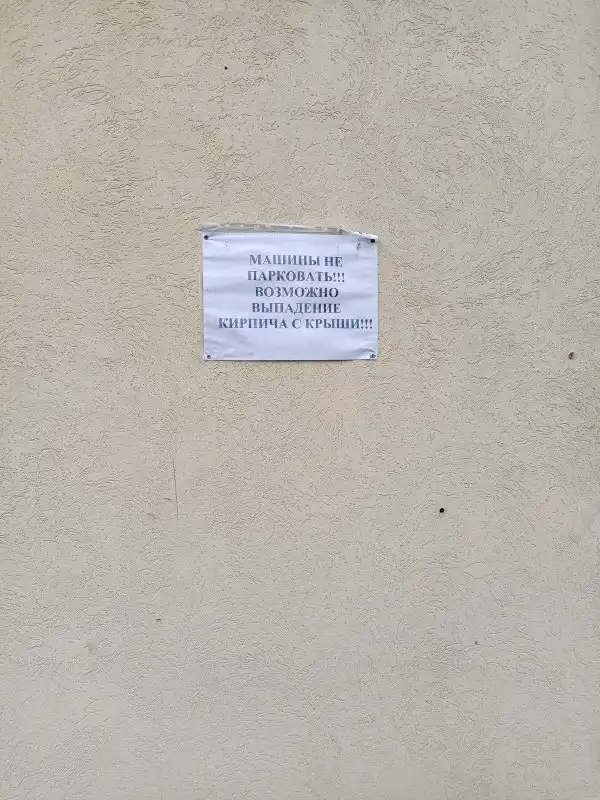 МАШИНЫ НЕ
ПАРКОВАТЬ!!!
ВОЗМОЖНО
ВЫПАДЕНИЕ
КИРПИЧА С КРЫШИ!!!